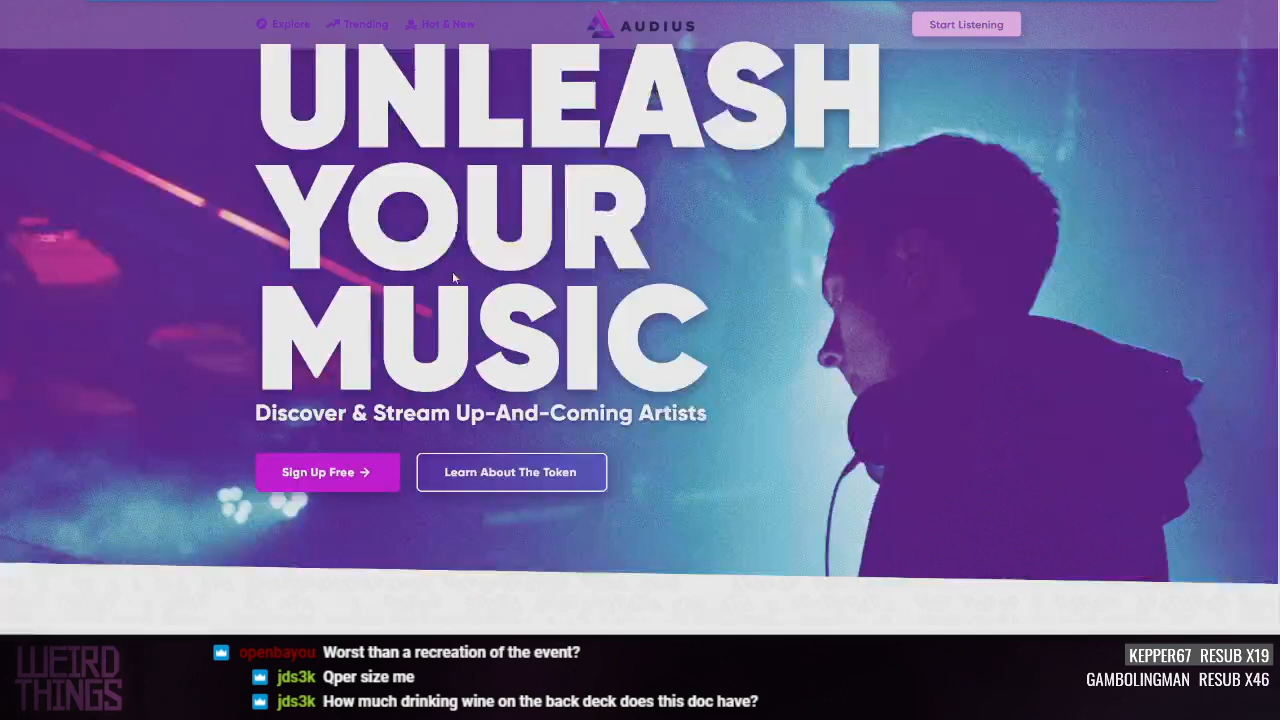 Explore Trending Hot & New AUDIUS Start Listening
UNLEASH
YOUR
MUSIC
Discover & Stream Up-And-Coming Artists
Sign Up Free → Learn About The Token
WEIRD
THINGS
openbayou Worst than a recreation of the event?
jds3k Qper size me
jds3k How much drinking wine on the back deck does this doc have?
KEPPER67 RESUB X19
GAMBOLINGMAN RESUB X46